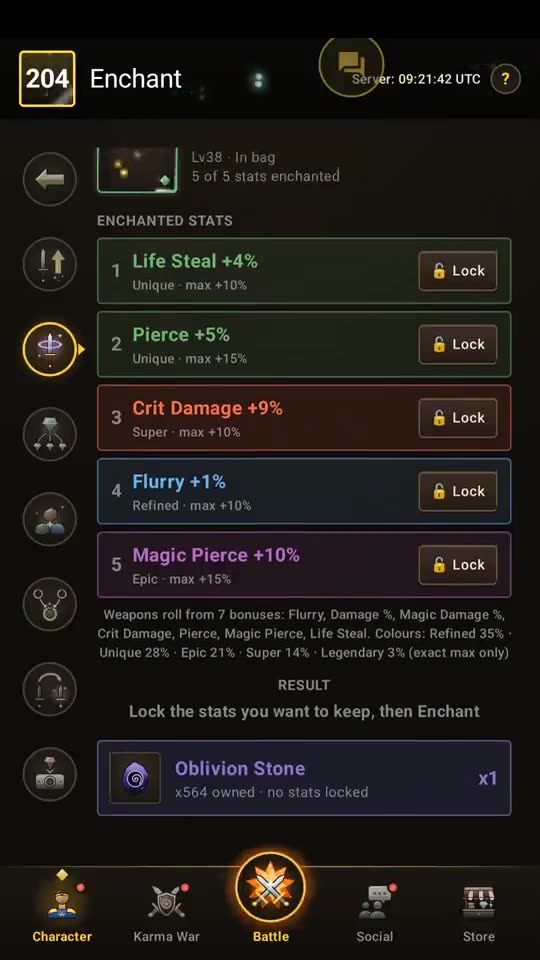 204 Enchant Server: 09:21:42 UTC ?
Lv38 · In bag
5 of 5 stats enchanted
ENCHANTED STATS
1 Life Steal +4% Lock
Unique · max +10%
2 Pierce +5% Lock
Unique · max +15%
3 Crit Damage +9% Lock
Super · max +10%
4 Flurry +1% Lock
Refined · max +10%
5 Magic Pierce +10% Lock
Epic · max +15%
Weapons roll from 7 bonuses: Flurry, Damage %, Magic Damage %,
Crit Damage, Pierce, Magic Pierce, Life Steal. Colours: Refined 35% ·
Unique 28% · Epic 21% · Super 14% · Legendary 3% (exact max only)
RESULT
Lock the stats you want to keep, then Enchant
Oblivion Stone x1
x564 owned · no stats locked
Character Karma War Battle Social Store